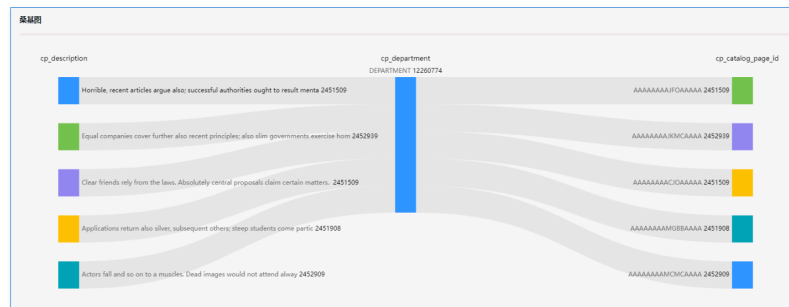 桑基图
cp_description
cp_department
cp_catalog_page_id
DEPARTMENT 12260774
Horrible, recent articles argue also; successful authorities ought to result menta 2451509
AAAAAAAAJFOAAAAA 2451509
Equal companies cover further also recent principles; also slim governments exercise hom 2452939
AAAAAAAAJKMCAAAA 2452939
Clear friends rely from the laws. Absolutely central proposals claim certain matters. 2451509
AAAAAAAACJOAAAAA 2451509
Applications return also silver, subsequent others; steep students come partic 2451908
AAAAAAAAMGBBAAAA 2451908
Actors fall and so on to a muscles. Dead images would not attend alway 2452909
AAAAAAAAMCMCAAAA 2452909